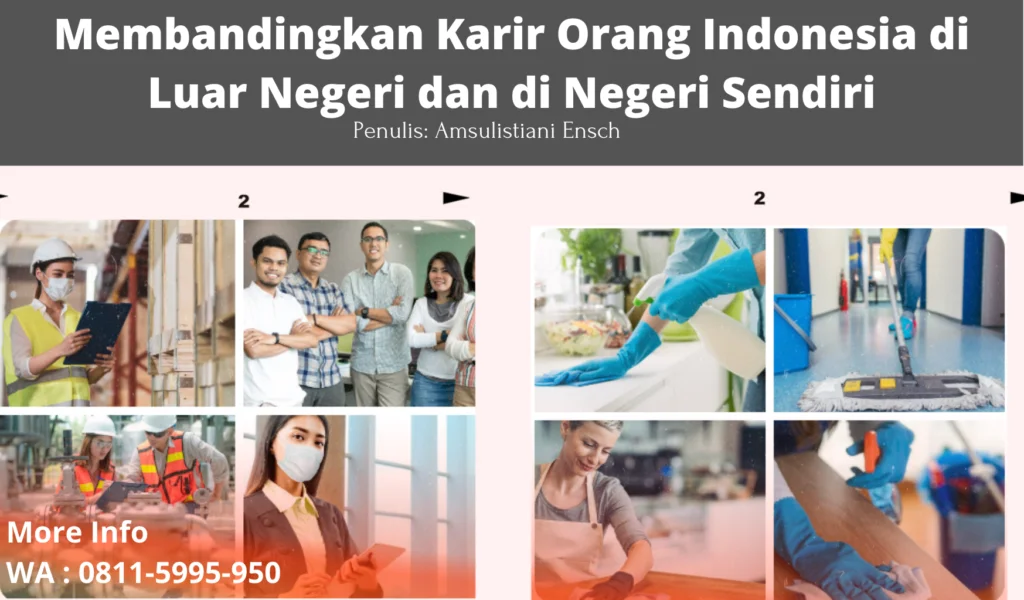 Membandingkan Karir Orang Indonesia di
Luar Negeri dan di Negeri Sendiri
Penulis: Amsulistiani Ensch
2
2
More Info
WA : 0811-5995-950